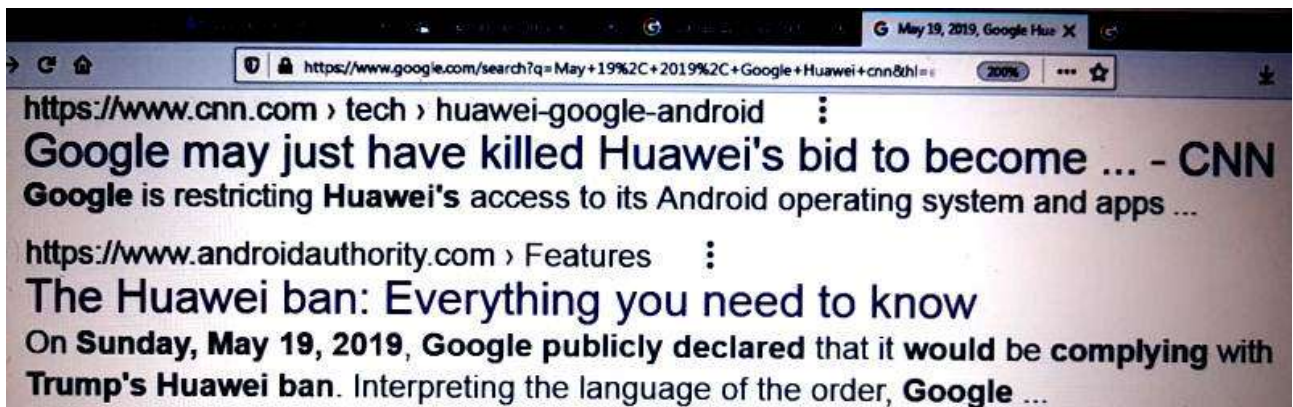 May 19, 2019, Google Hue
https://www.google.com/search?q=May+19%2C+2019%2C+Google+Huawei+cnn&hl=
200%
https://www.cnn.com › tech › huawei-google-android
Google may just have killed Huawei's bid to become ... - CNN
Google is restricting Huawei's access to its Android operating system and apps ...
https://www.androidauthority.com › Features
The Huawei ban: Everything you need to know
On Sunday, May 19, 2019, Google publicly declared that it would be complying with
Trump's Huawei ban. Interpreting the language of the order, Google ...